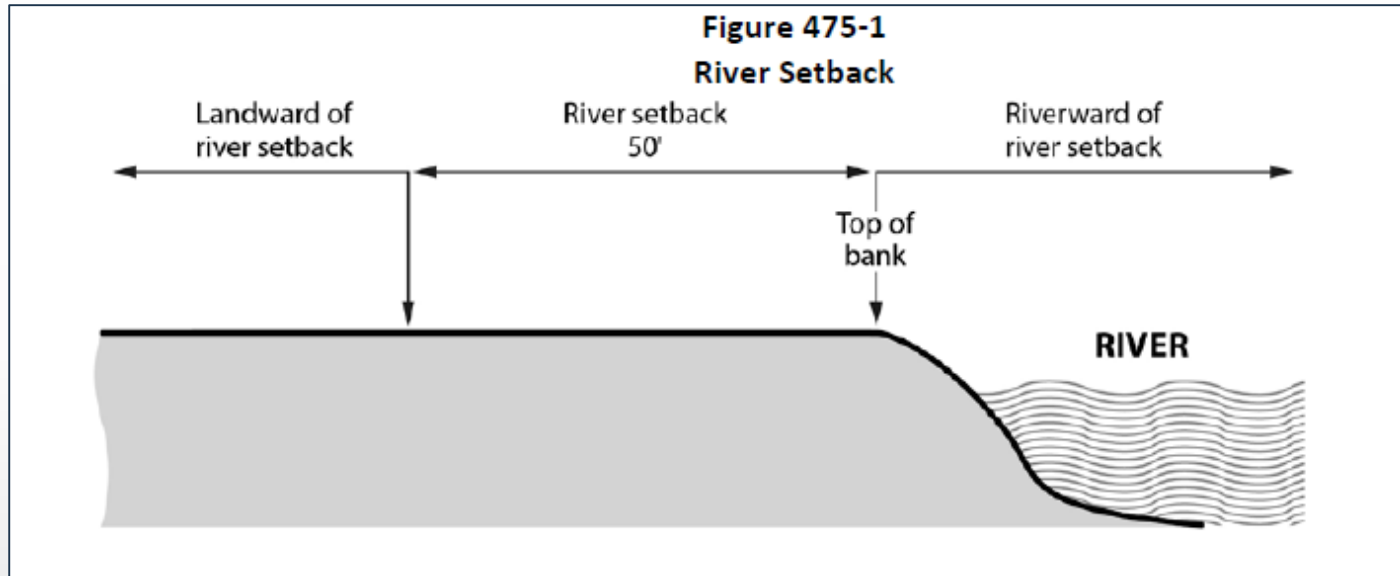 Figure 475-1
River Setback
Landward of
river setback
River setback
50'
Riverward of
river setback
Top of
bank
RIVER